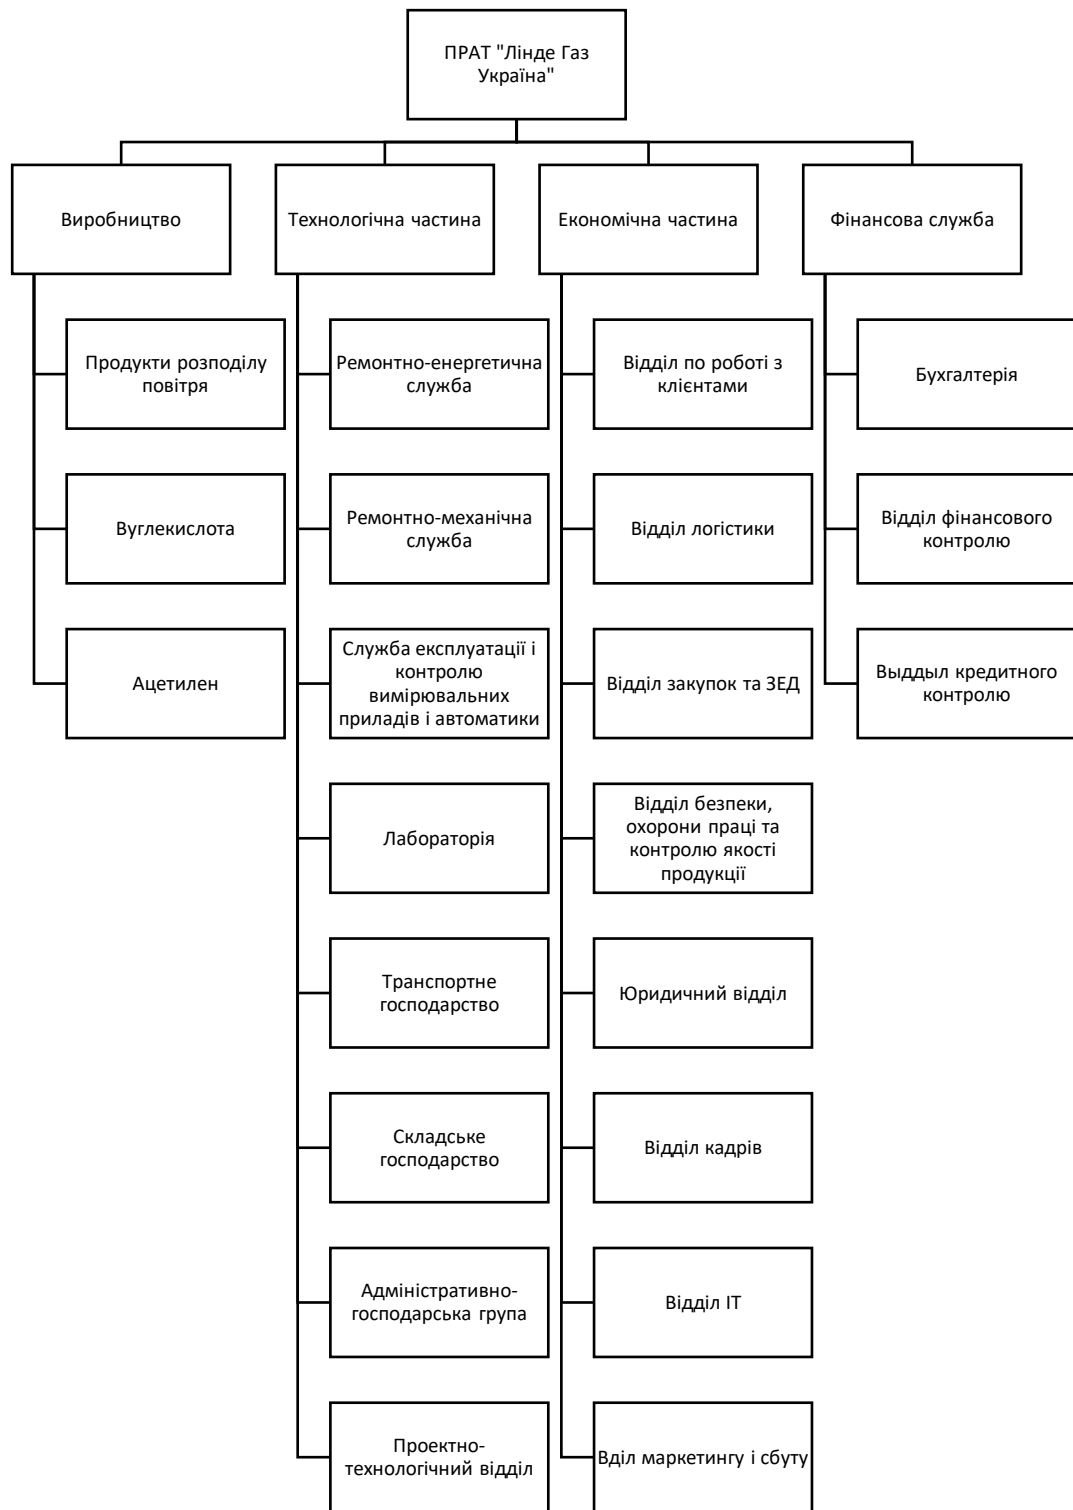 ПРАТ "Лінде Газ
Україна"
Виробництво
Технологічна частина
Економічна частина
Фінансова служба
Продукти розподілу
повітря
Ремонтно-енергетична
служба
Відділ по роботі з
клієнтами
Бухгалтерія
Вуглекислота
Ремонтно-механічна
служба
Відділ логістики
Відділ фінансового
контролю
Ацетилен
Служба експлуатації і
контролю
вимірювальних
приладів і автоматики
Відділ закупок та ЗЕД
Выддыл кредитного
контролю
Лабораторія
Відділ безпеки,
охорони праці та
контролю якості
продукції
Транспортне
господарство
Юридичний відділ
Складське
господарство
Відділ кадрів
Адміністративно-
господарська група
Відділ ІТ
Проектно-
технологічний відділ
Вділ маркетингу і сбуту